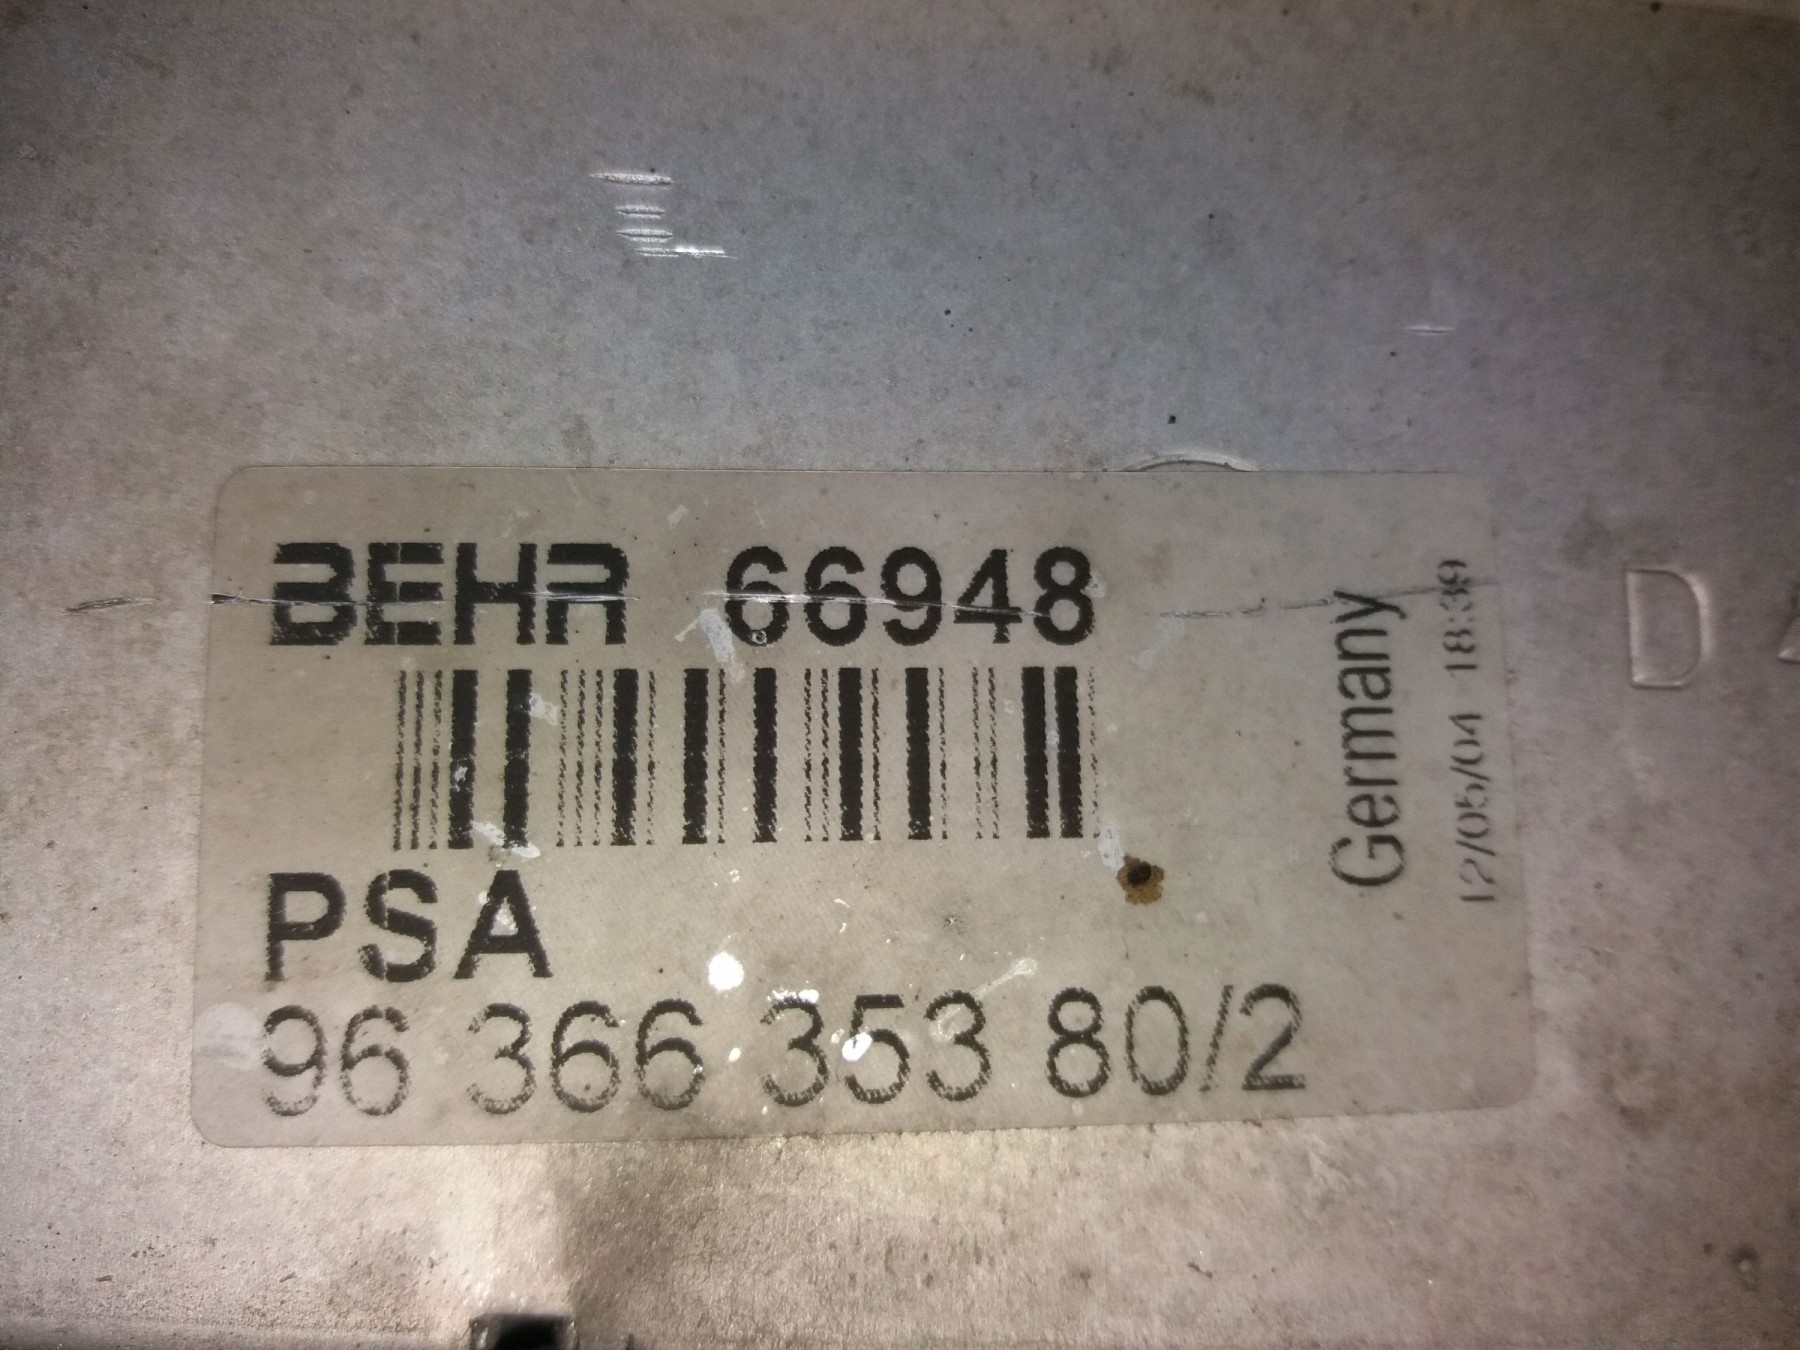 BEHR 66948
PSA
96 366 353 80/2
Germany
12/05/04 18:39
D